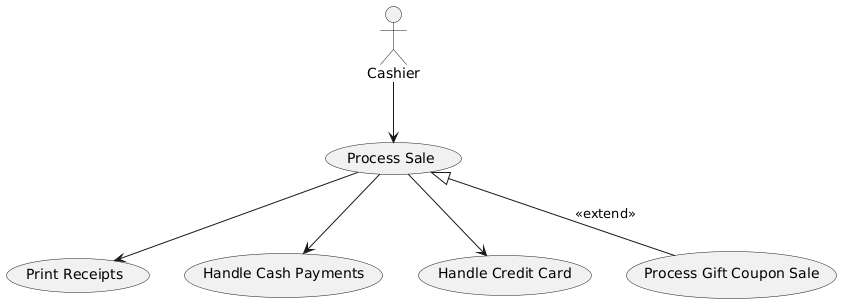 Cashier
Process Sale
«extend»
Print Receipts
Handle Cash Payments
Handle Credit Card
Process Gift Coupon Sale